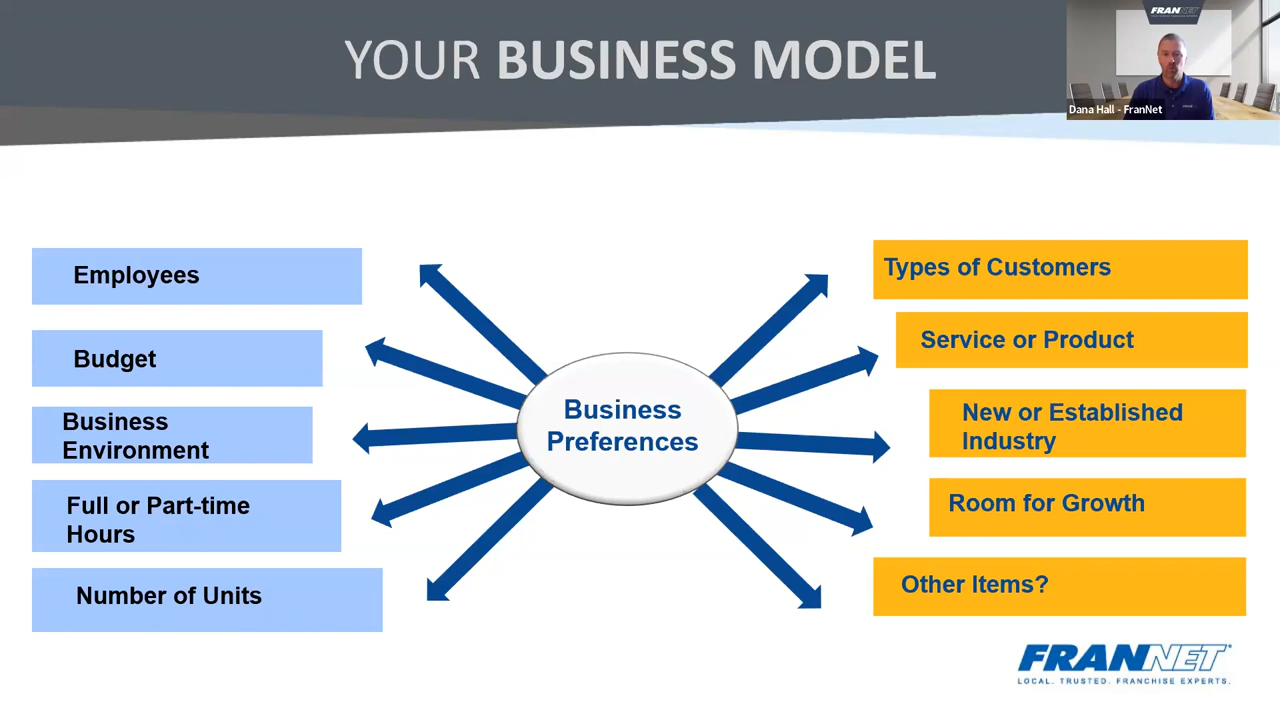 YOUR BUSINESS MODEL
FRANNET
Dana Hall - FranNet
Employees
Budget
Business
Environment
Full or Part-time
Hours
Number of Units
Business
Preferences
Types of Customers
Service or Product
New or Established
Industry
Room for Growth
Other Items?
FRANNET
LOCAL. TRUSTED. FRANCHISE EXPERTS.